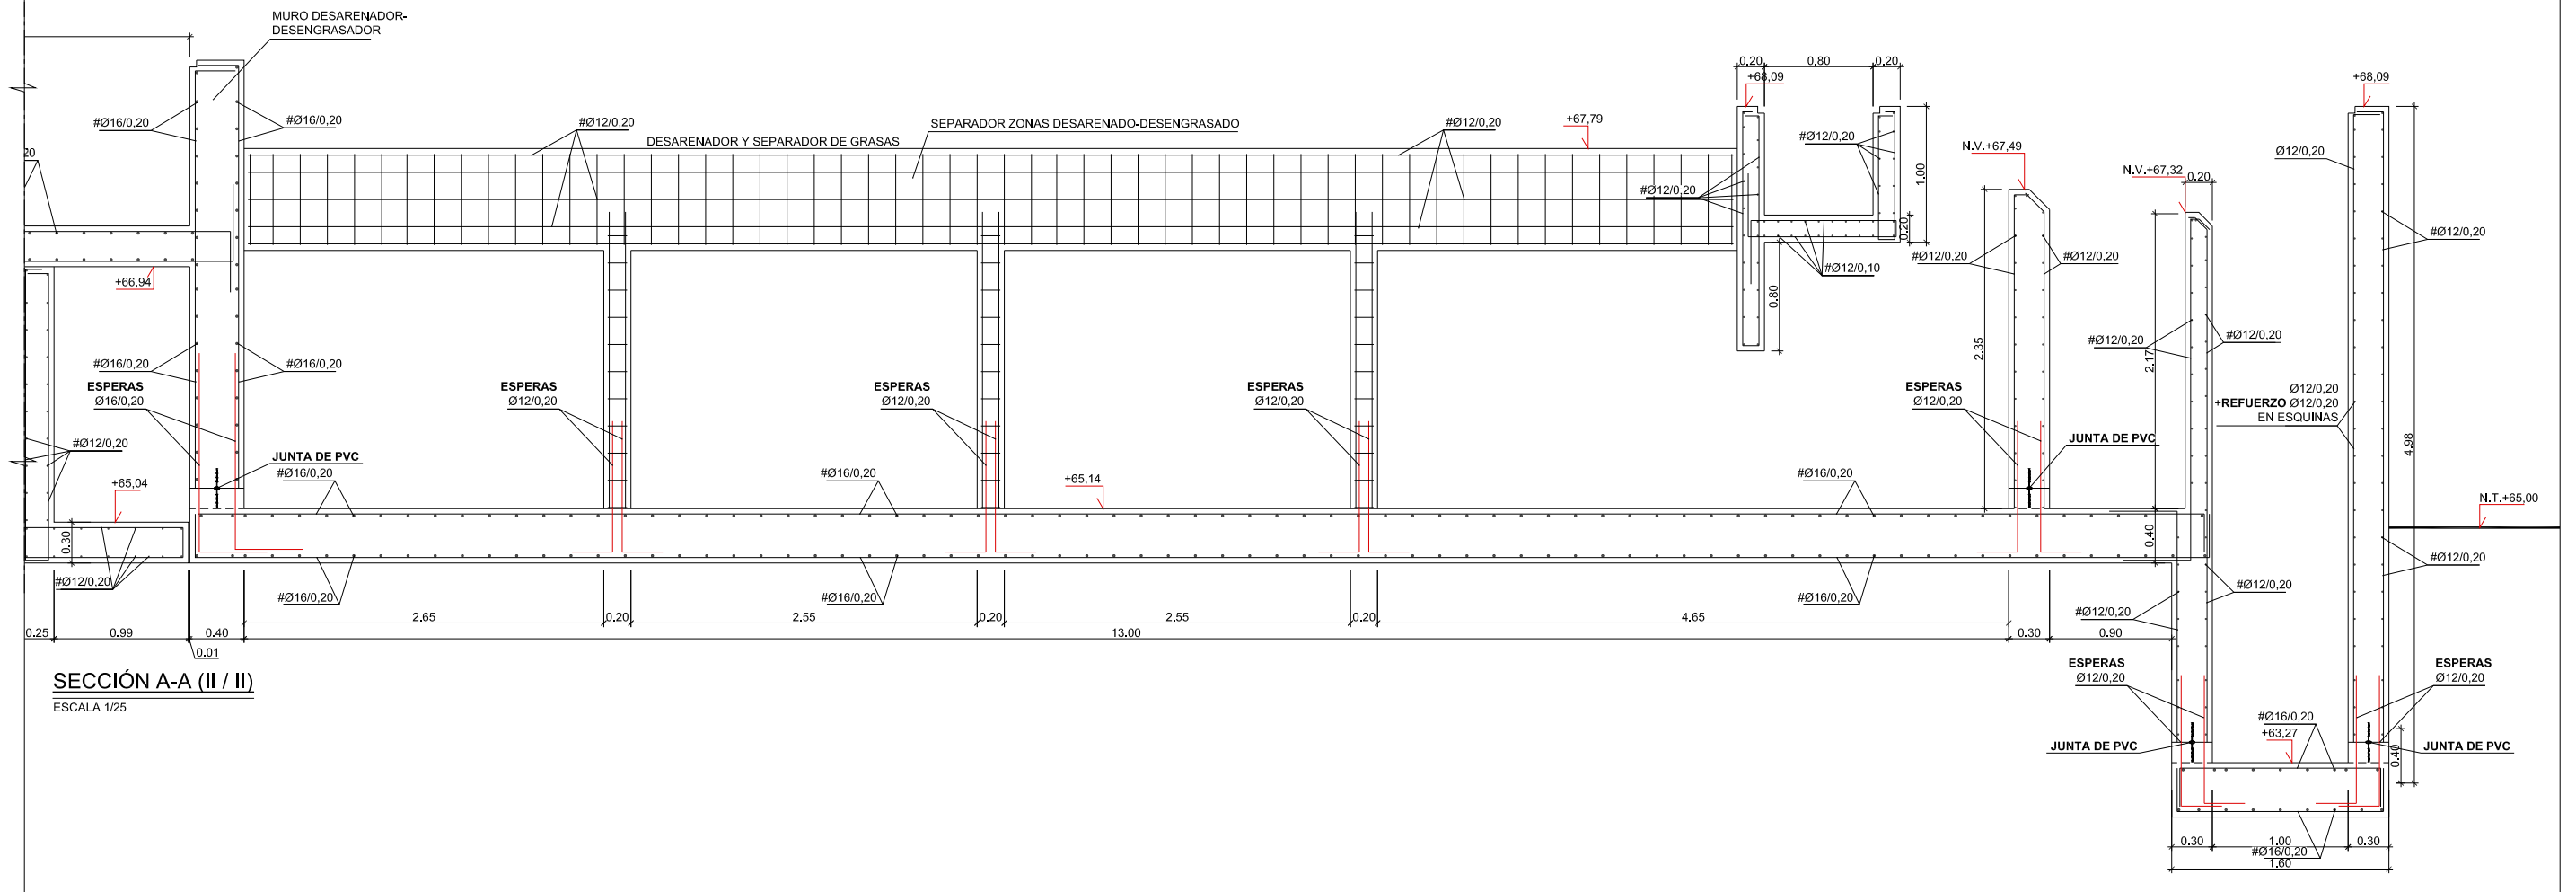 MURO DESARENADOR-
DESENGRASADOR
0.20
0.80
0.20
+68,09
+68,09
#Ø16/0,20
#Ø16/0,20
#Ø12/0,20
SEPARADOR ZONAS DESARENADO-DESENGRASADO
#Ø12/0,20
+67,79
DESARENADOR Y SEPARADOR DE GRASAS
#Ø12/0,20
20
N.V.+67,49
Ø12/0,20
1.00
N.V.+67,32
0.20
#Ø12/0,20
0.20
#Ø12/0,20
#Ø12/0,20
#Ø12/0,20
#Ø12/0,10
+66,94
0.80
#Ø12/0,20
#Ø12/0,20
2.35
2.17
#Ø16/0,20
#Ø16/0,20
ESPERAS
Ø16/0,20
ESPERAS
Ø12/0,20
ESPERAS
Ø12/0,20
ESPERAS
Ø12/0,20
ESPERAS
Ø12/0,20
Ø12/0,20
+REFUERZO Ø12/0,20
EN ESQUINAS
#Ø12/0,20
JUNTA DE PVC
JUNTA DE PVC
4.98
#Ø16/0,20
#Ø16/0,20
#Ø16/0,20
+65,04
+65,14
N.T.+65,00
0.30
0.40
#Ø12/0,20
#Ø12/0,20
#Ø12/0,20
#Ø16/0,20
#Ø16/0,20
#Ø16/0,20
#Ø12/0,20
2.65
0.20
2.55
0.20
2.55
0.20
4.65
0.25
0.99
0.40
13.00
0.30
0.90
0.01
SECCIÓN A-A (II / II)
ESCALA 1/25
ESPERAS
Ø12/0,20
ESPERAS
Ø12/0,20
#Ø16/0,20
+63,27
JUNTA DE PVC
JUNTA DE PVC
0.40
0.30
1.00
0.30
#Ø16/0,20
1.60